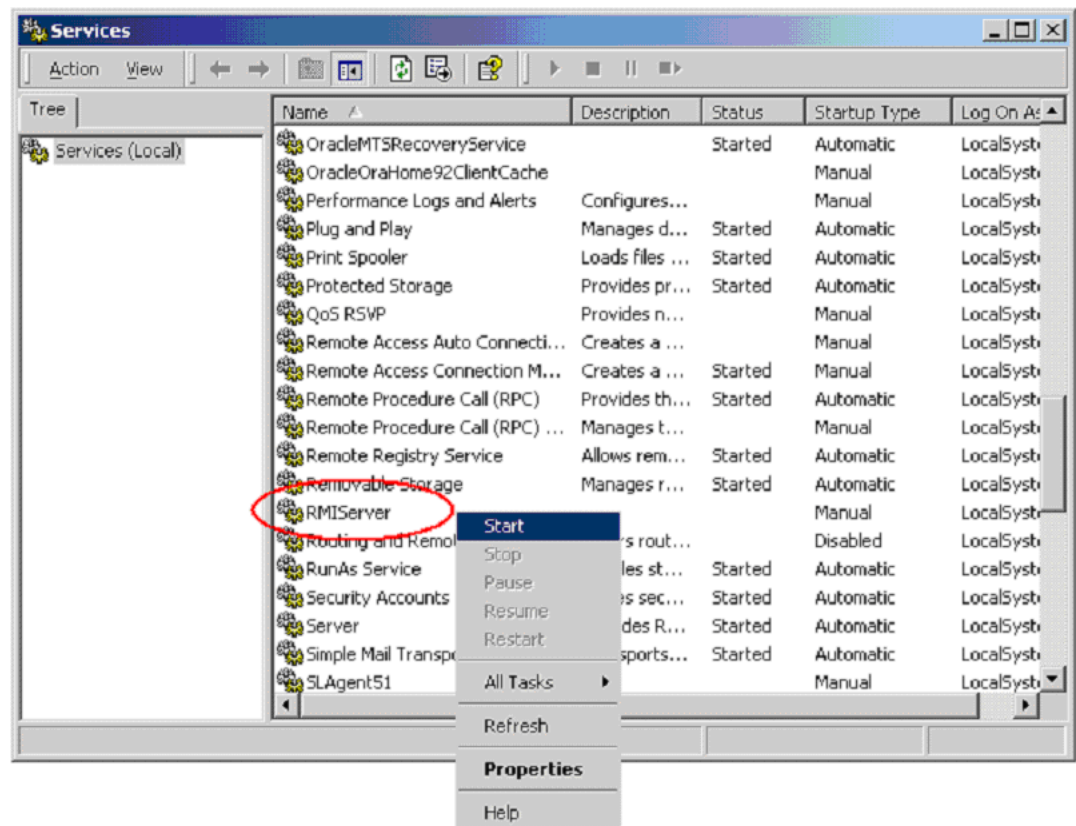 Services
Action View
Tree
Services (Local)
Name Description Status Startup Type Log On As
OracleMTSRecoveryService Started Automatic LocalSyst
OracleOraHome92ClientCache Manual LocalSyst
Performance Logs and Alerts Configures... Manual LocalSyst
Plug and Play Manages d... Started Automatic LocalSyst
Print Spooler Loads files ... Started Automatic LocalSyst
Protected Storage Provides pr... Started Automatic LocalSyst
QoS RSVP Provides n... Manual LocalSyst
Remote Access Auto Connecti... Creates a ... Manual LocalSyst
Remote Access Connection M... Creates a ... Started Manual LocalSyst
Remote Procedure Call (RPC) Provides th... Started Automatic LocalSyst
Remote Procedure Call (RPC) ... Manages t... Manual LocalSyst
Remote Registry Service Allows rem... Started Automatic LocalSyst
Removable Storage Manages r... Started Automatic LocalSyst
RMIServer Manual LocalSyst
Routing and Remot rs rout... Disabled LocalSyst
RunAs Service les st... Started Automatic LocalSyst
Security Accounts es sec... Started Automatic LocalSyst
Server des R... Started Automatic LocalSyst
Simple Mail Transpo sports... Started Automatic LocalSyst
SLAgent51 Manual LocalSyst
Start
Stop
Pause
Resume
Restart
All Tasks
Refresh
Properties
Help